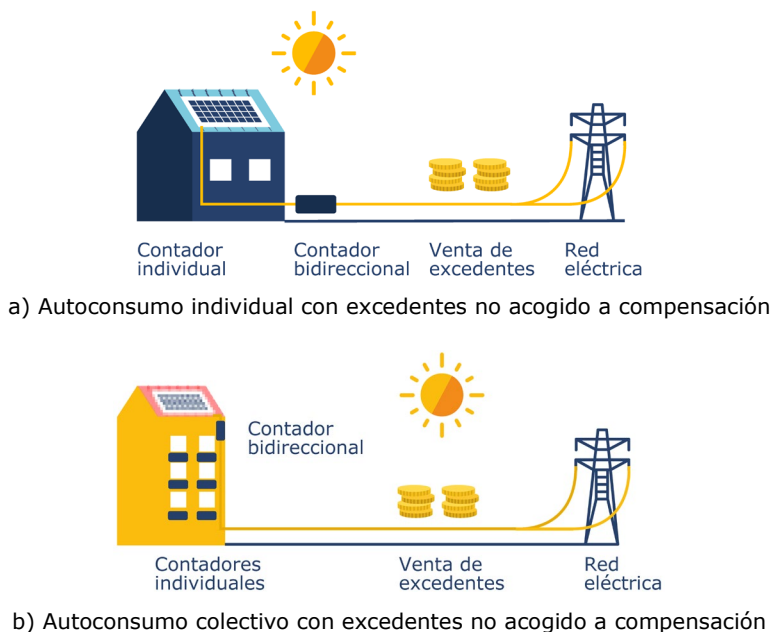 Contador individual
Contador bidireccional
Venta de excedentes
Red eléctrica
a) Autoconsumo individual con excedentes no acogido a compensación
Contador bidireccional
Contadores individuales
Venta de excedentes
Red eléctrica
b) Autoconsumo colectivo con excedentes no acogido a compensación